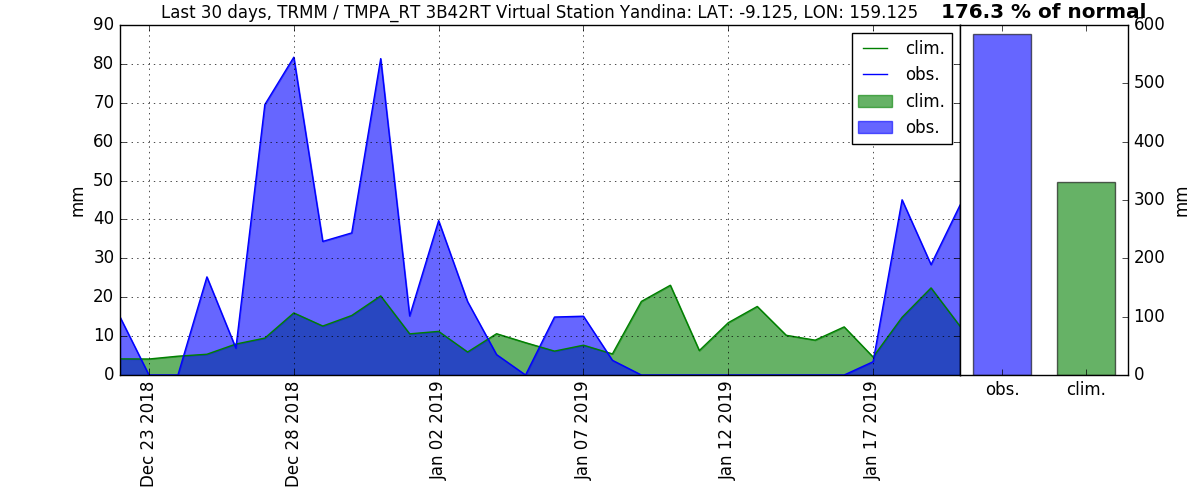 Last 30 days, TRMM / TMPA_RT 3B42RT Virtual Station Yandina: LAT: -9.125, LON: 159.125
176.3 % of normal
90
80
70
60
50
40
30
20
10
0
mm
clim.
obs.
clim.
obs.
Dec 23 2018
Dec 28 2018
Jan 02 2019
Jan 07 2019
Jan 12 2019
Jan 17 2019
600
500
400
300
200
100
0
mm
obs.
clim.